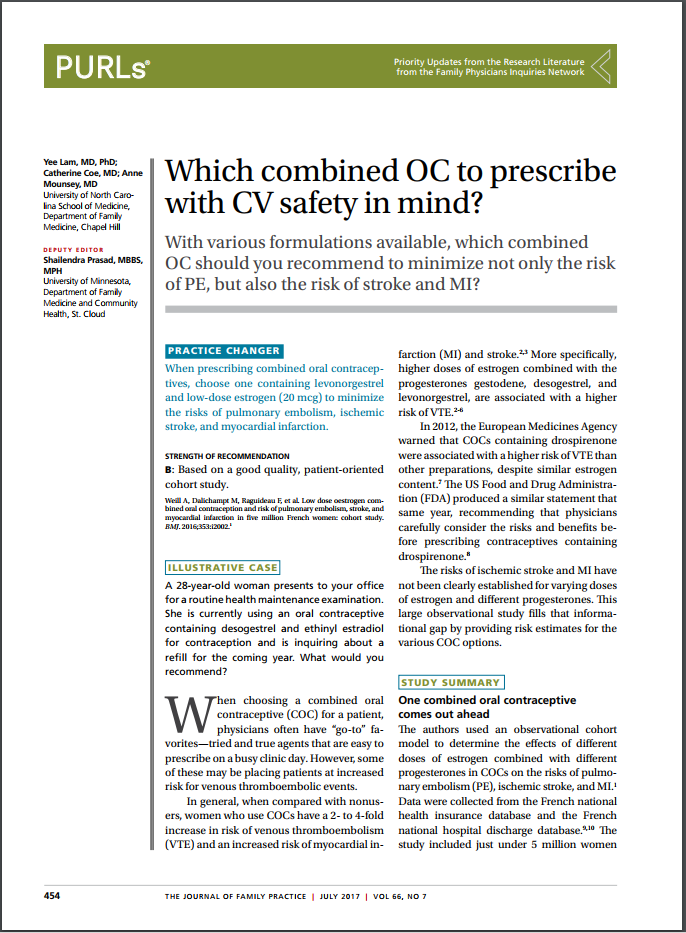 PURLs®
Priority Updates from the Research Literature
from the Family Physicians Inquiries Network
Yee Lam, MD, PhD;
Catherine Coe, MD; Anne
Mounsey, MD
University of North Caro-
lina School of Medicine,
Department of Family
Medicine, Chapel Hill
DEPUTY EDITOR
Shailendra Prasad, MBBS,
MPH
University of Minnesota,
Department of Family
Medicine and Community
Health, St. Cloud
Which combined OC to prescribe
with CV safety in mind?
With various formulations available, which combined
OC should you recommend to minimize not only the risk
of PE, but also the risk of stroke and MI?
PRACTICE CHANGER
When prescribing combined oral contracep-
tives, choose one containing levonorgestrel
and low-dose estrogen (20 mcg) to minimize
the risks of pulmonary embolism, ischemic
stroke, and myocardial infarction.
STRENGTH OF RECOMMENDATION
B: Based on a good quality, patient-oriented
cohort study.
Weill A, Dalichampt M, Raguideau F, et al. Low dose oestrogen com-
bined oral contraception and risk of pulmonary embolism, stroke, and
myocardial infarction in five million French women: cohort study.
BMJ. 2016;353:i2002.1
ILLUSTRATIVE CASE
A 28-year-old woman presents to your office
for a routine health maintenance examination.
She is currently using an oral contraceptive
containing desogestrel and ethinyl estradiol
for contraception and is inquiring about a
refill for the coming year. What would you
recommend?
When choosing a combined oral
contraceptive (COC) for a patient,
physicians often have “go-to” fa-
vorites—tried and true agents that are easy to
prescribe on a busy clinic day. However, some
of these may be placing patients at increased
risk for venous thromboembolic events.
In general, when compared with nonus-
ers, women who use COCs have a 2- to 4-fold
increase in risk of venous thromboembolism
(VTE) and an increased risk of myocardial in-
farction (MI) and stroke.2,3 More specifically,
higher doses of estrogen combined with the
progesterones gestodene, desogestrel, and
levonorgestrel, are associated with a higher
risk of VTE.2-6
In 2012, the European Medicines Agency
warned that COCs containing drospirenone
were associated with a higher risk of VTE than
other preparations, despite similar estrogen
content.7 The US Food and Drug Administra-
tion (FDA) produced a similar statement that
same year, recommending that physicians
carefully consider the risks and benefits be-
fore prescribing contraceptives containing
drospirenone.8
The risks of ischemic stroke and MI have
not been clearly established for varying doses
of estrogen and different progesterones. This
large observational study fills that informa-
tional gap by providing risk estimates for the
various COC options.
STUDY SUMMARY
One combined oral contraceptive
comes out ahead
The authors used an observational cohort
model to determine the effects of different
doses of estrogen combined with different
progesterones in COCs on the risks of pulmo-
nary embolism (PE), ischemic stroke, and MI.1
Data were collected from the French national
health insurance database and the French
national hospital discharge database.9,10 The
study included just under 5 million women
454
THE JOURNAL OF FAMILY PRACTICE | JULY 2017 | VOL 66, NO 7